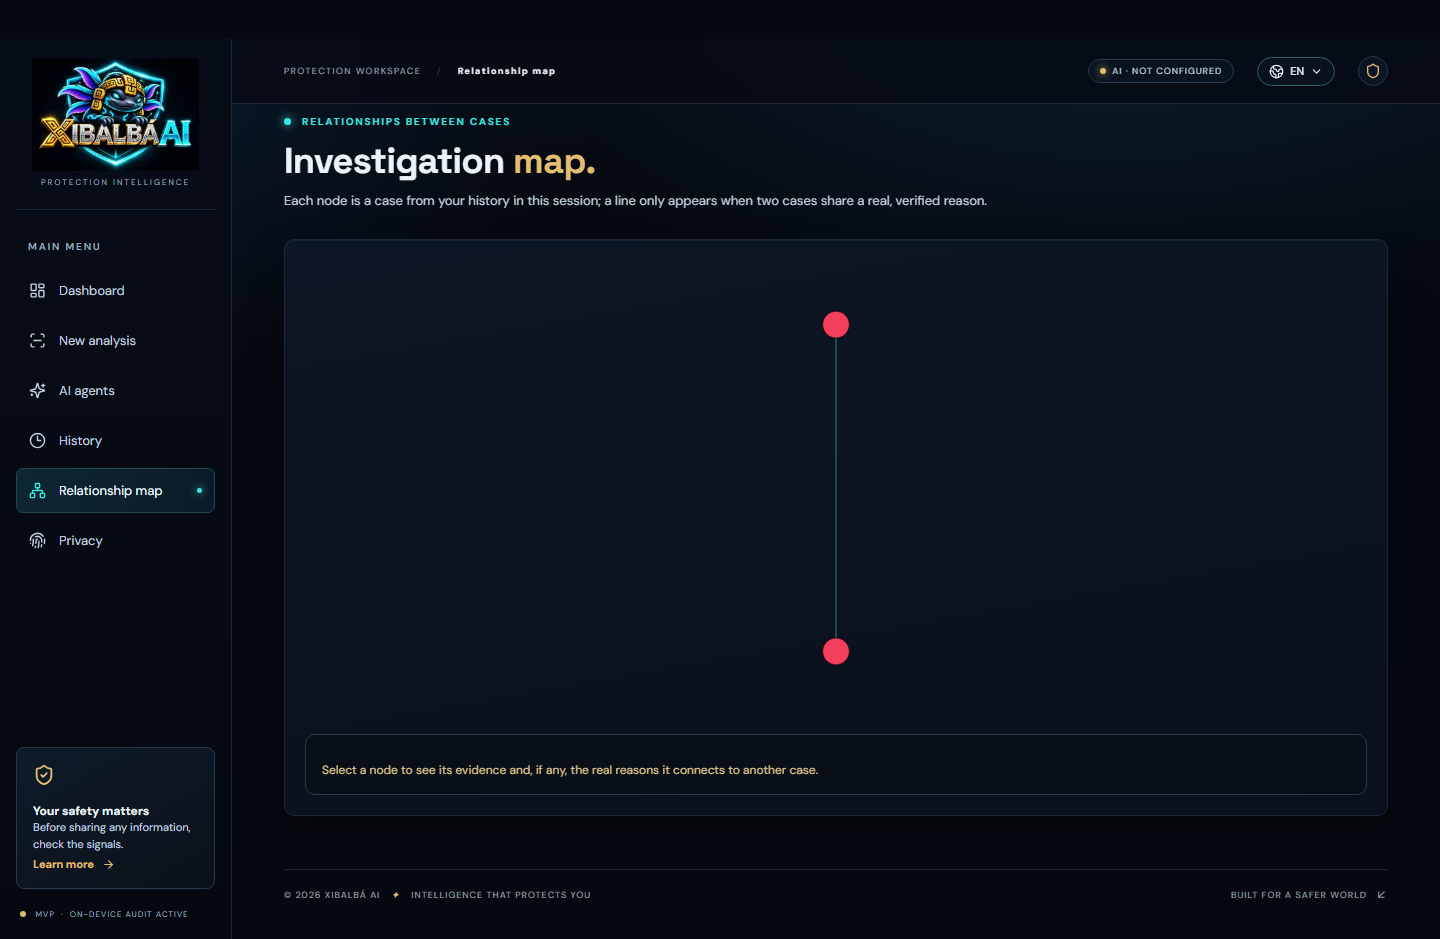 XIBALBÁ AI
PROTECTION INTELLIGENCE
MAIN MENU
Dashboard
New analysis
AI agents
History
Relationship map
Privacy
Your safety matters
Before sharing any information,
check the signals.
Learn more →
MVP · ON-DEVICE AUDIT ACTIVE
PROTECTION WORKSPACE / Relationship map
AI · NOT CONFIGURED
EN
RELATIONSHIPS BETWEEN CASES
Investigation map.
Each node is a case from your history in this session; a line only appears when two cases share a real, verified reason.
Select a node to see its evidence and, if any, the real reasons it connects to another case.
© 2026 XIBALBÁ AI ✦ INTELLIGENCE THAT PROTECTS YOU
BUILT FOR A SAFER WORLD